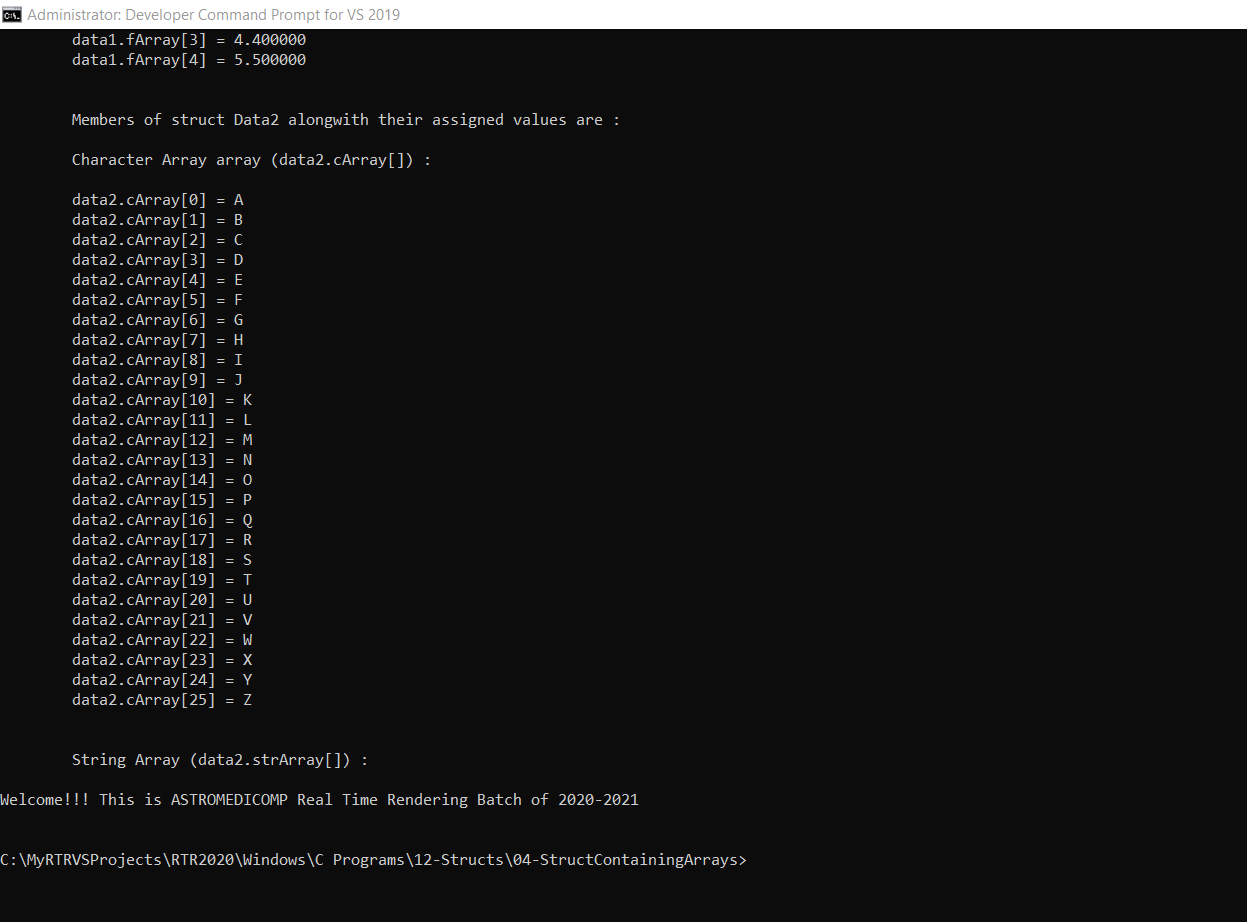 Administrator: Developer Command Prompt for VS 2019
data1.fArray[3] = 4.400000
data1.fArray[4] = 5.500000
Members of struct Data2 alongwith their assigned values are :
Character Array array (data2.cArray[]) :
data2.cArray[0] = A
data2.cArray[1] = B
data2.cArray[2] = C
data2.cArray[3] = D
data2.cArray[4] = E
data2.cArray[5] = F
data2.cArray[6] = G
data2.cArray[7] = H
data2.cArray[8] = I
data2.cArray[9] = J
data2.cArray[10] = K
data2.cArray[11] = L
data2.cArray[12] = M
data2.cArray[13] = N
data2.cArray[14] = O
data2.cArray[15] = P
data2.cArray[16] = Q
data2.cArray[17] = R
data2.cArray[18] = S
data2.cArray[19] = T
data2.cArray[20] = U
data2.cArray[21] = V
data2.cArray[22] = W
data2.cArray[23] = X
data2.cArray[24] = Y
data2.cArray[25] = Z
String Array (data2.strArray[]) :
Welcome!!! This is ASTROMEDICOMP Real Time Rendering Batch of 2020-2021
C:\MyRTRVSProjects\RTR2020\Windows\C Programs\12-Structs\04-StructContainingArrays>